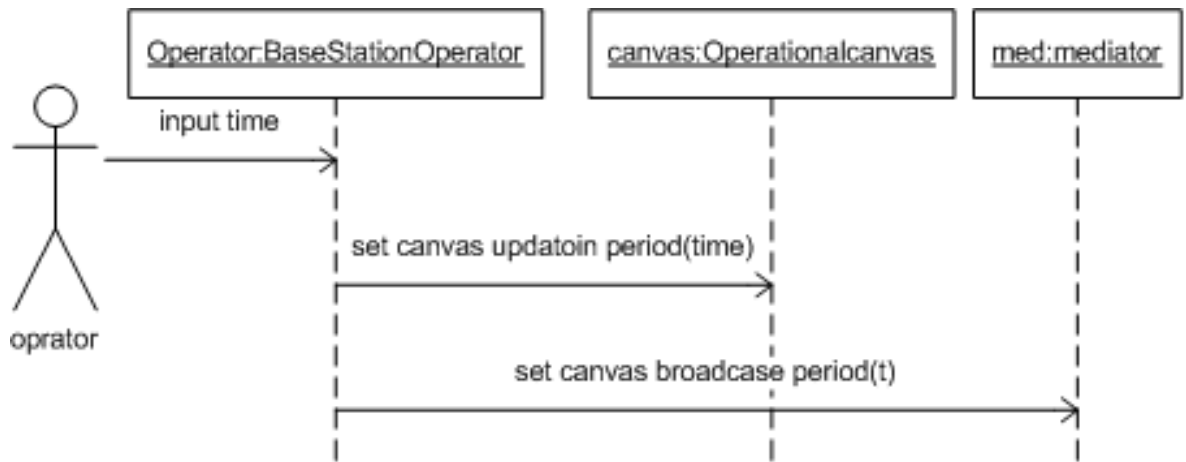 Operator:BaseStationOperator
canvas:Operationalcanvas
med:mediator
input time
set canvas updatoin period(time)
oprator
set canvas broadcase period(t)